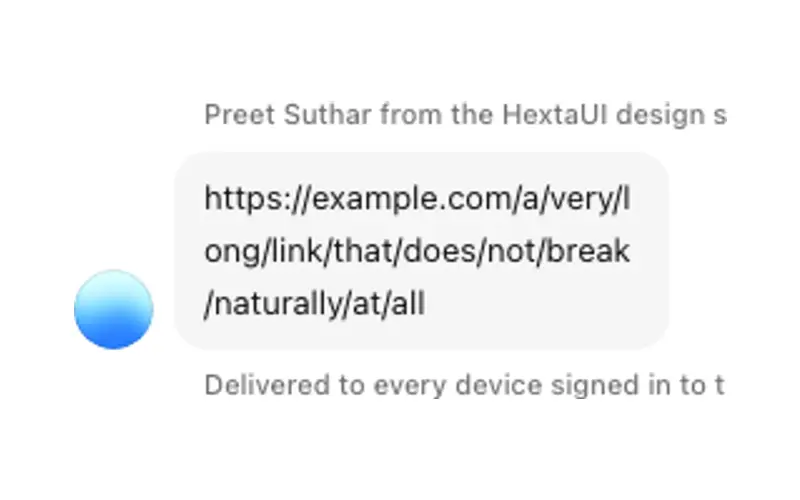 Preet Suthar from the HextaUI design s
https://example.com/a/very/l
ong/link/that/does/not/break
/naturally/at/all
Delivered to every device signed in to t